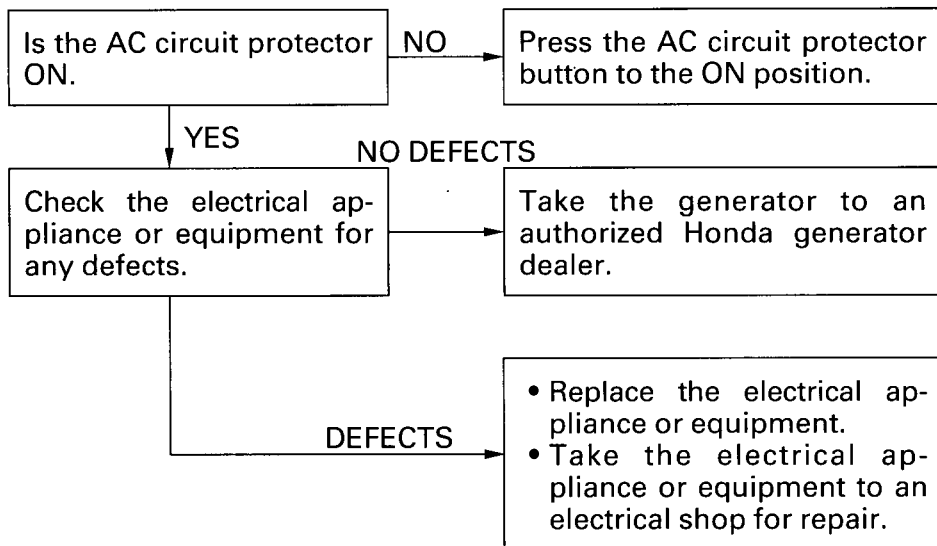 Is the AC circuit protector
ON.
NO
Press the AC circuit protector
button to the ON position.
YES
NO DEFECTS
Check the electrical ap-
pliance or equipment for
any defects.
Take the generator to an
authorized Honda generator
dealer.
DEFECTS
• Replace the electrical ap-
pliance or equipment.
• Take the electrical ap-
pliance or equipment to an
electrical shop for repair.